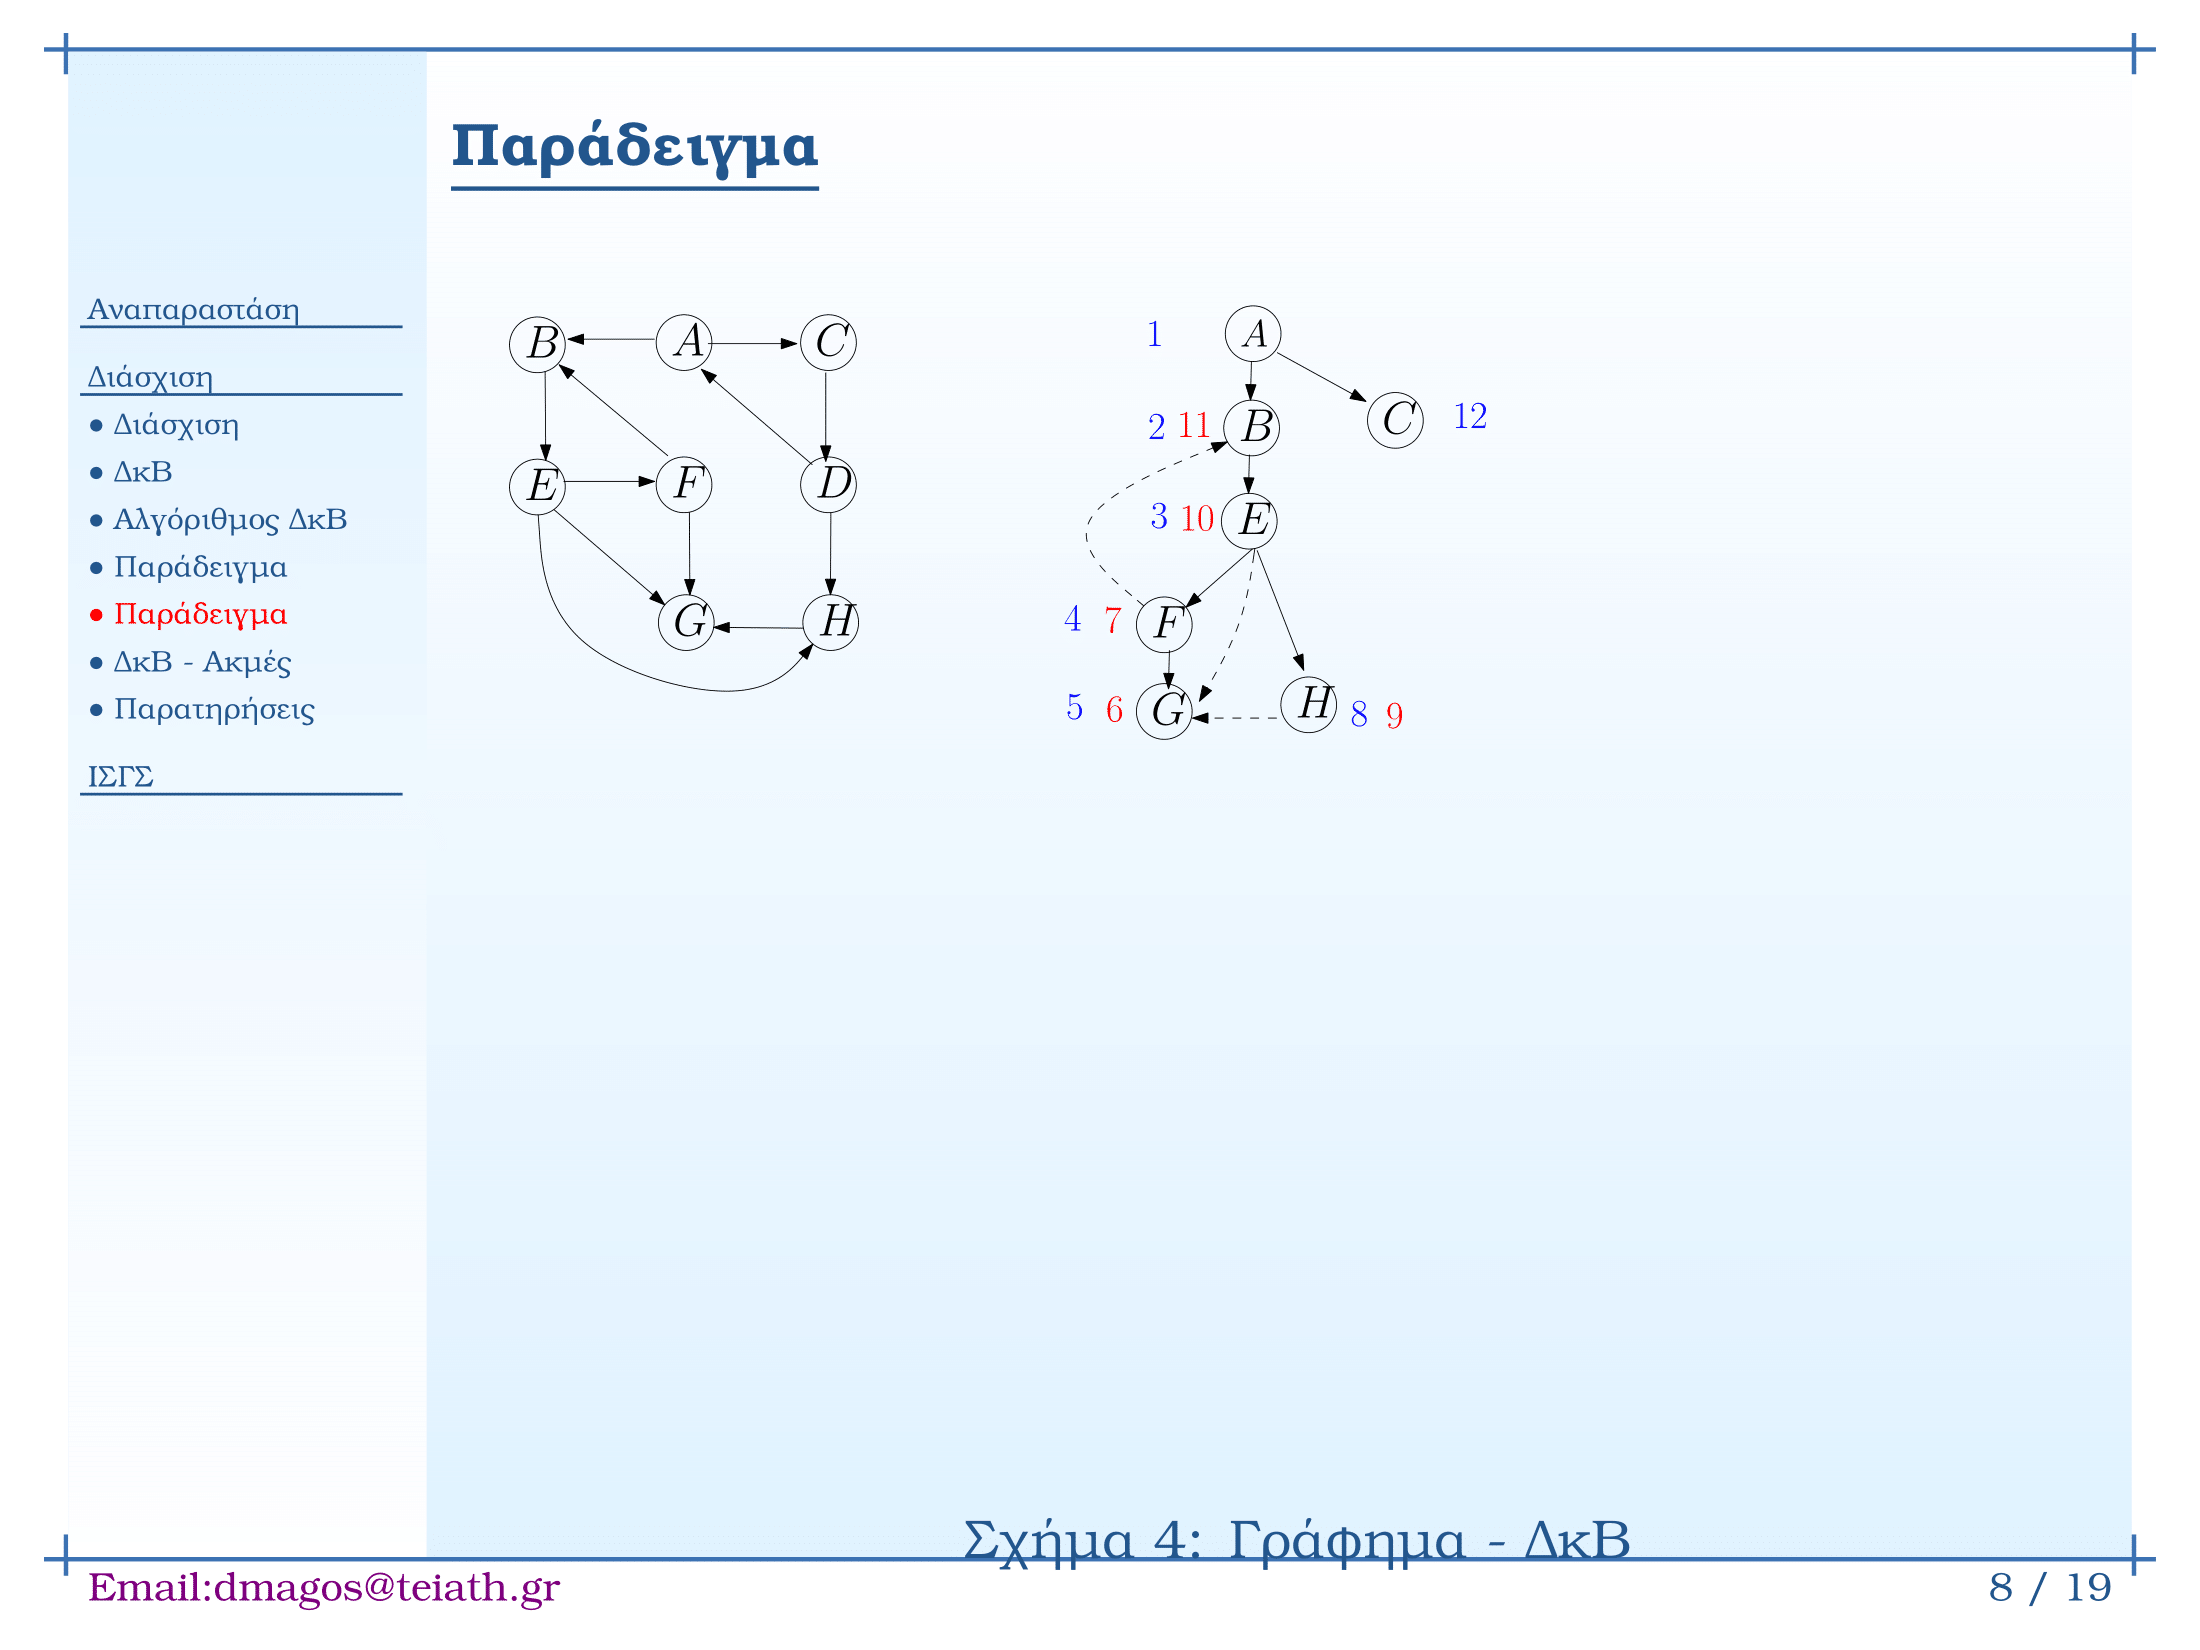 Παράδειγμα
Αναπαραστάση
Διάσχιση
● Διάσχιση
● ΔκΒ
● Αλγόριθμος ΔκΒ
● Παράδειγμα
● Παράδειγμα
● ΔκΒ - Ακμές
● Παρατηρήσεις
ΙΣΓΣ
B A C
E F D
G H
1 A
2 11 B C 12
3 10 E
4 7 F
5 6 G H 8 9
Σχήμα 4: Γράφημα - ΔκΒ
Email:dmagos@teiath.gr
8 / 19